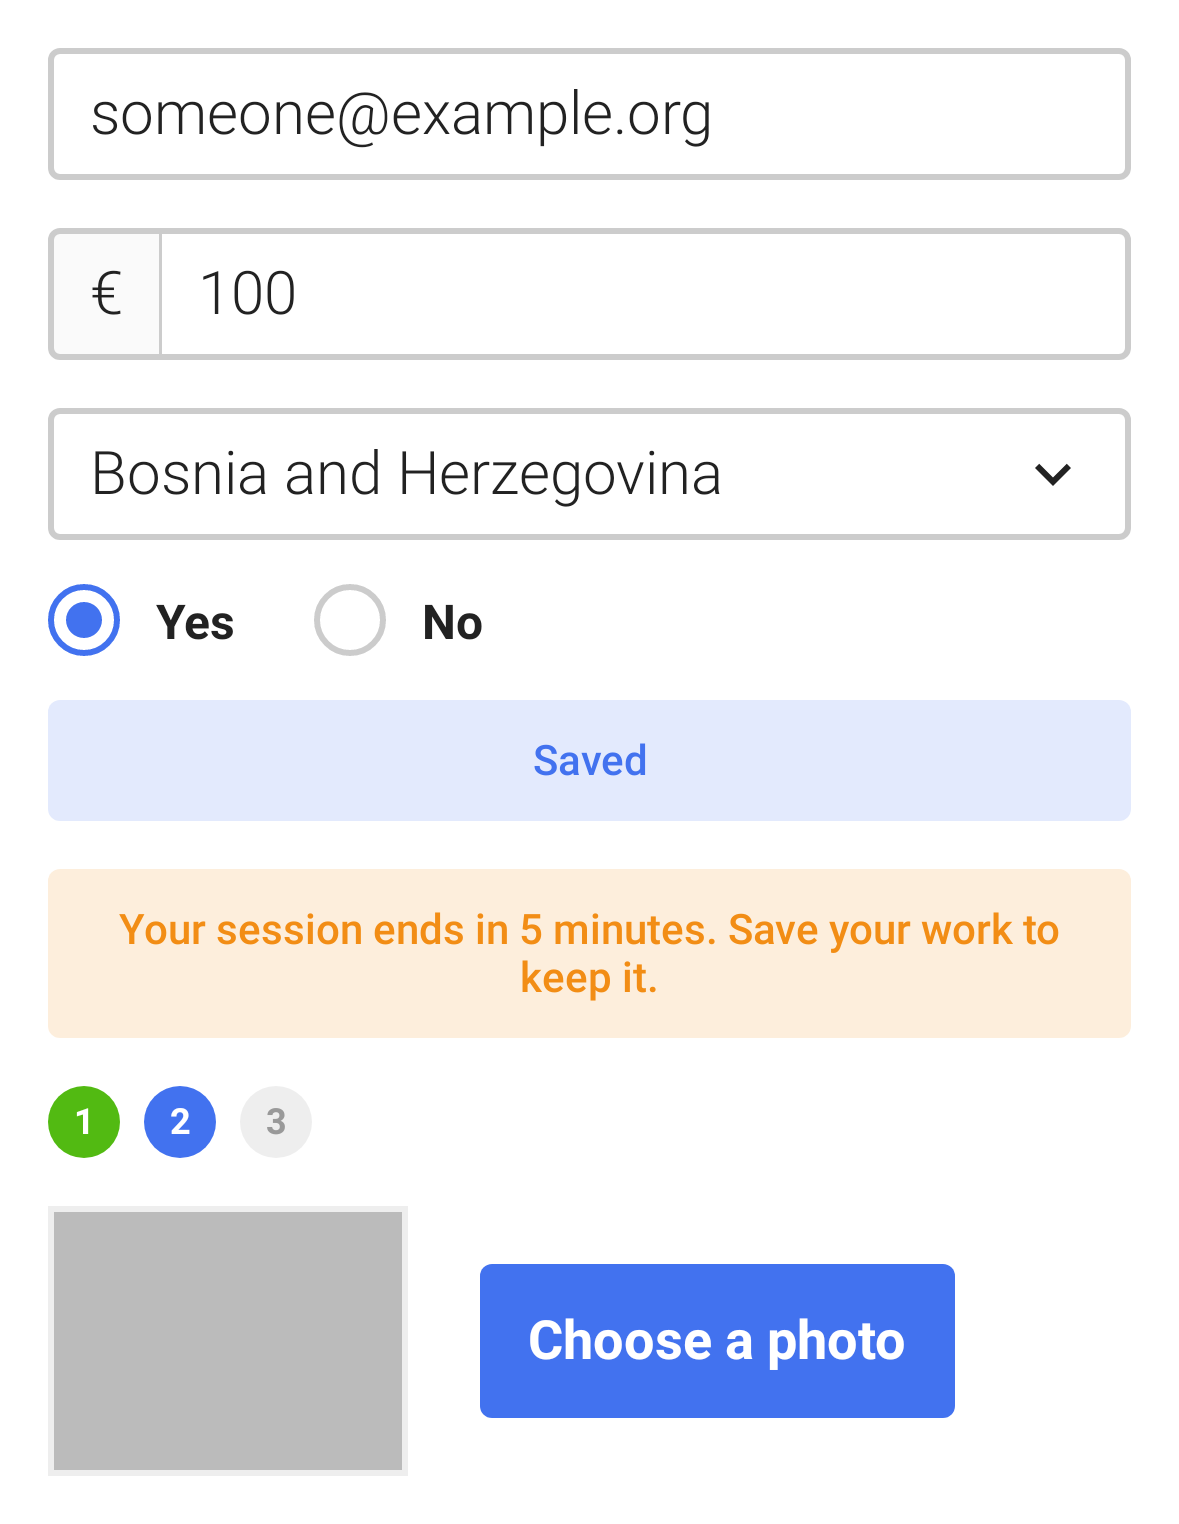 someone@example.org
€ 100
Bosnia and Herzegovina
Yes No
Saved
Your session ends in 5 minutes. Save your work to
keep it.
1 2 3
Choose a photo